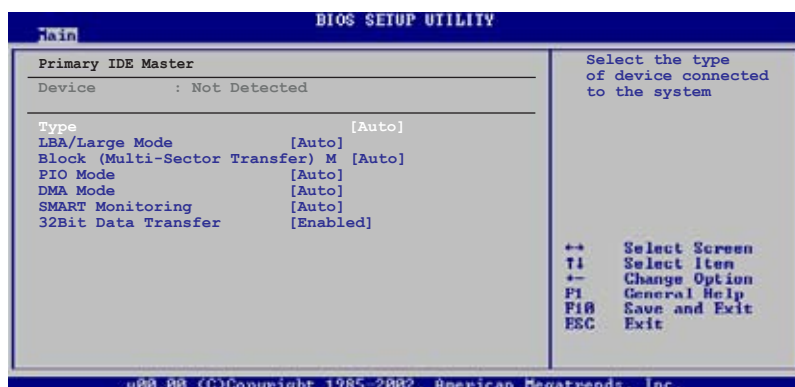 BIOS SETUP UTILITY
Main
Primary IDE Master
Device : Not Detected
Type [Auto]
LBA/Large Mode [Auto]
Block (Multi-Sector Transfer) M [Auto]
PIO Mode [Auto]
DMA Mode [Auto]
SMART Monitoring [Auto]
32Bit Data Transfer [Enabled]
Select the type
of device connected
to the system
↔ Select Screen
↑↓ Select Item
+- Change Option
F1 General Help
F10 Save and Exit
ESC Exit
v00.00 (C)Copyright 1985-2002, American Megatrends, Inc.